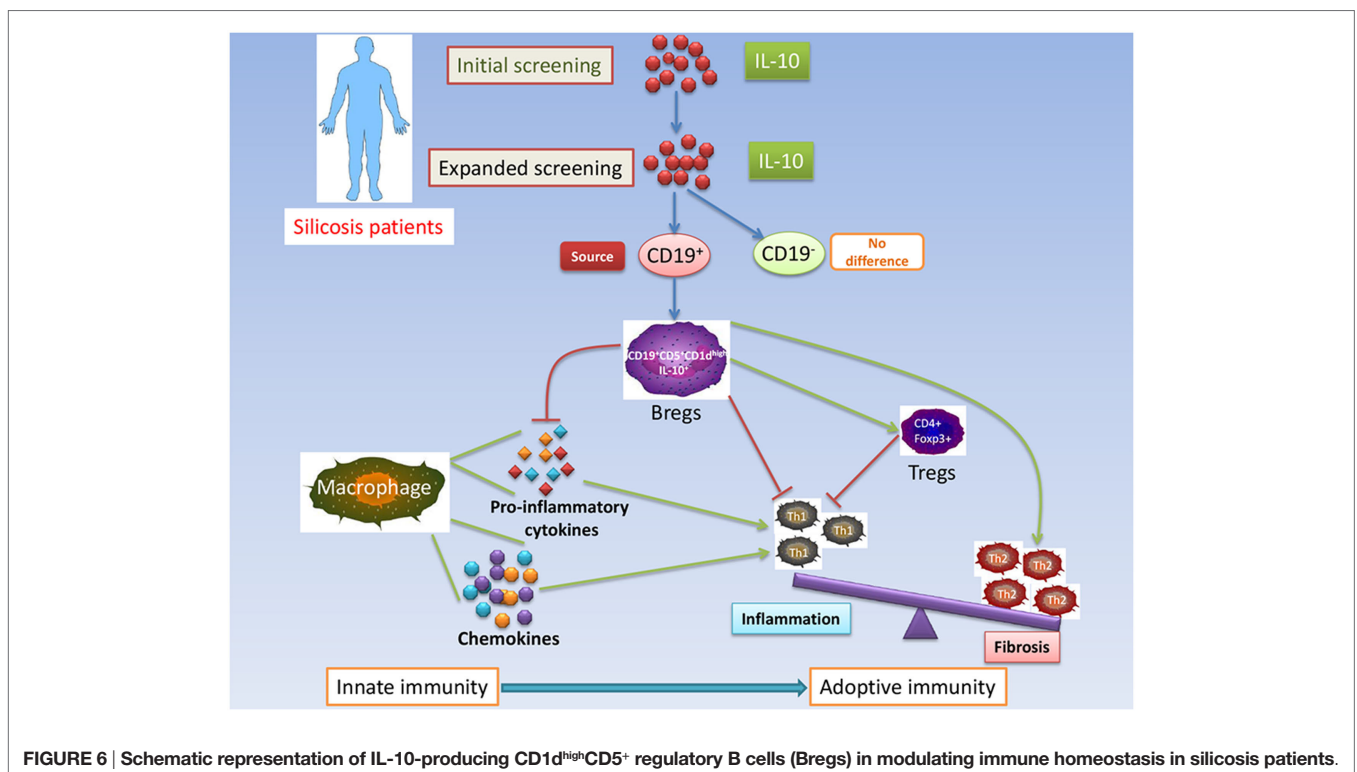 Initial screening
IL-10
Expanded screening
IL-10
Silicosis patients
Source
CD19⁺
CD19⁻
No
difference
CD19⁺CD5⁺CD1dʰⁱᵍʰ
IL-10⁺
Bregs
CD4+
Foxp3+
Tregs
Macrophage
Pro-inflammatory
cytokines
Th1
Th1
Th1
Th2
Th2
Th2
Th2
Chemokines
Inflammation
Fibrosis
Innate immunity
Adoptive immunity
FIGURE 6 | Schematic representation of IL-10-producing CD1dʰⁱᵍʰCD5⁺ regulatory B cells (Bregs) in modulating immune homeostasis in silicosis patients.